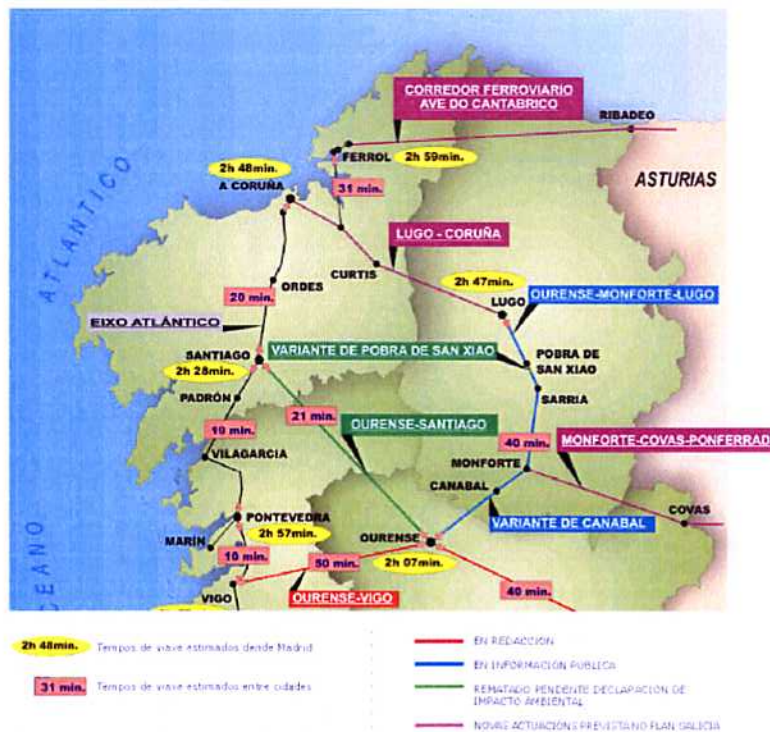 CORREDOR FERROVIARIO
AVE DO CANTABRICO
RIBADEO
FERROL
2h 59min.
2h 48min.
A CORUÑA
31 min.
ASTURIAS
ATLANTICO
LUGO - CORUÑA
CURTIS
ORDES
2h 47min.
LUGO
OURENSE-MONFORTE-LUGO
20 min.
EIXO ATLÁNTICO
SANTIAGO
VARIANTE DE POBRA DE SAN XIAO
POBRA DE
SAN XIAO
2h 28min.
SARRIA
PADRÓN
21 min.
OURENSE-SANTIAGO
10 min.
40 min.
MONFORTE-COVAS-PONFERRAD
VILAGARCIA
MONFORTE
CANABAL
COVAS
PONTEVEDRA
VARIANTE DE CANABAL
MARÍN
2h 57min.
OURENSE
OCEANO
10 min.
50 min.
2h 07min.
40 min.
VIGO
OURENSE-VIGO
2h 48min.
Tempos de viaxe estimados dende Madrid
31 min.
Tempos de viaxe estimados entre cidades
EN REDACCIÓN
EN INFORMACIÓN PÚBLICA
REMATADO PENDENTE DECLARACIÓN DE
IMPACTO AMBIENTAL
NOVAS ACTUACIÓNS PREVISTA NO PLAN GALICIA